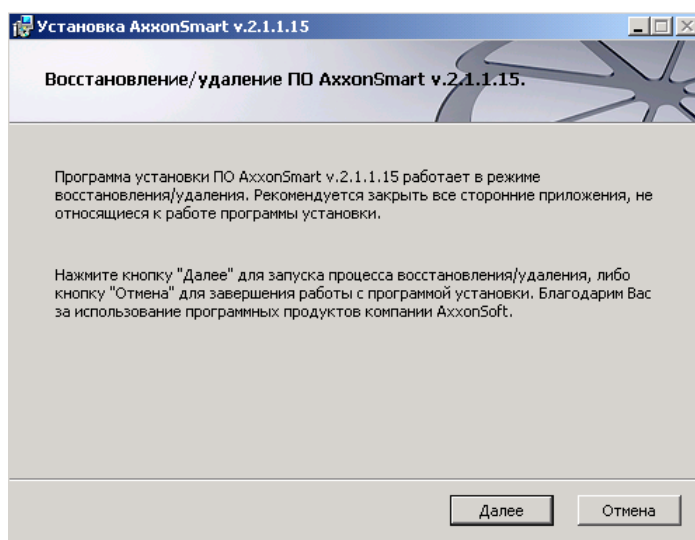 Установка AxxonSmart v.2.1.1.15
Восстановление/удаление ПО AxxonSmart v.2.1.1.15.
Программа установки ПО AxxonSmart v.2.1.1.15 работает в режиме
восстановления/удаления. Рекомендуется закрыть все сторонние приложения, не
относящиеся к работе программы установки.
Нажмите кнопку "Далее" для запуска процесса восстановления/удаления, либо
кнопку "Отмена" для завершения работы с программой установки. Благодарим Вас
за использование программных продуктов компании AxxonSoft.
Далее
Отмена